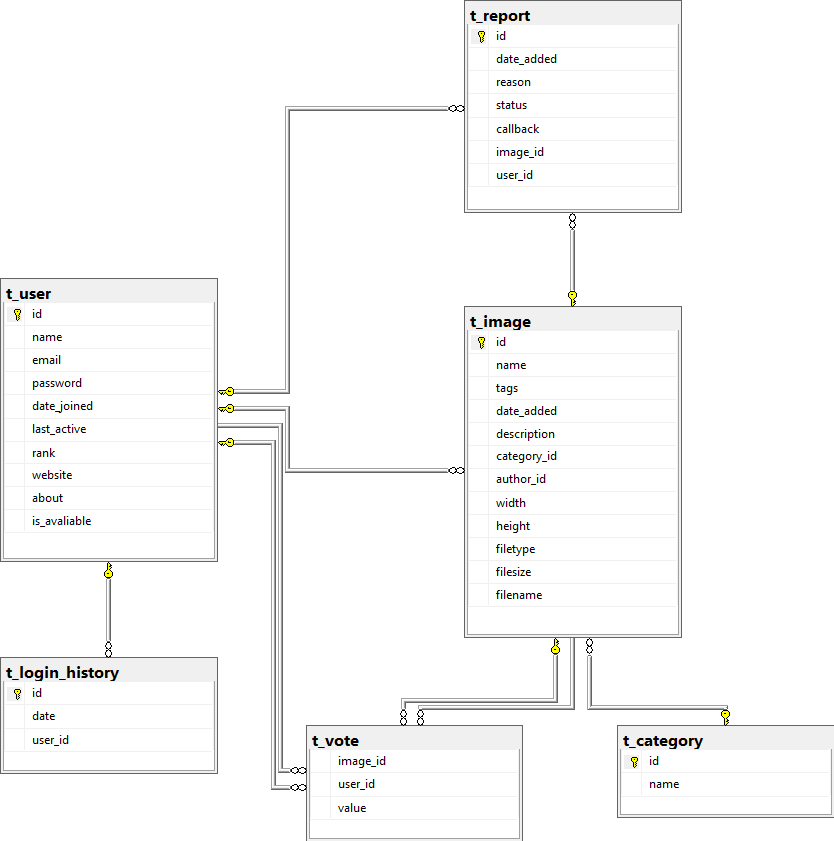 t_report
id
date_added
reason
status
callback
image_id
user_id
t_user
id
name
email
password
date_joined
last_active
rank
website
about
is_avaliable
t_image
id
name
tags
date_added
description
category_id
author_id
width
height
filetype
filesize
filename
t_login_history
id
date
user_id
t_vote
image_id
user_id
value
t_category
id
name